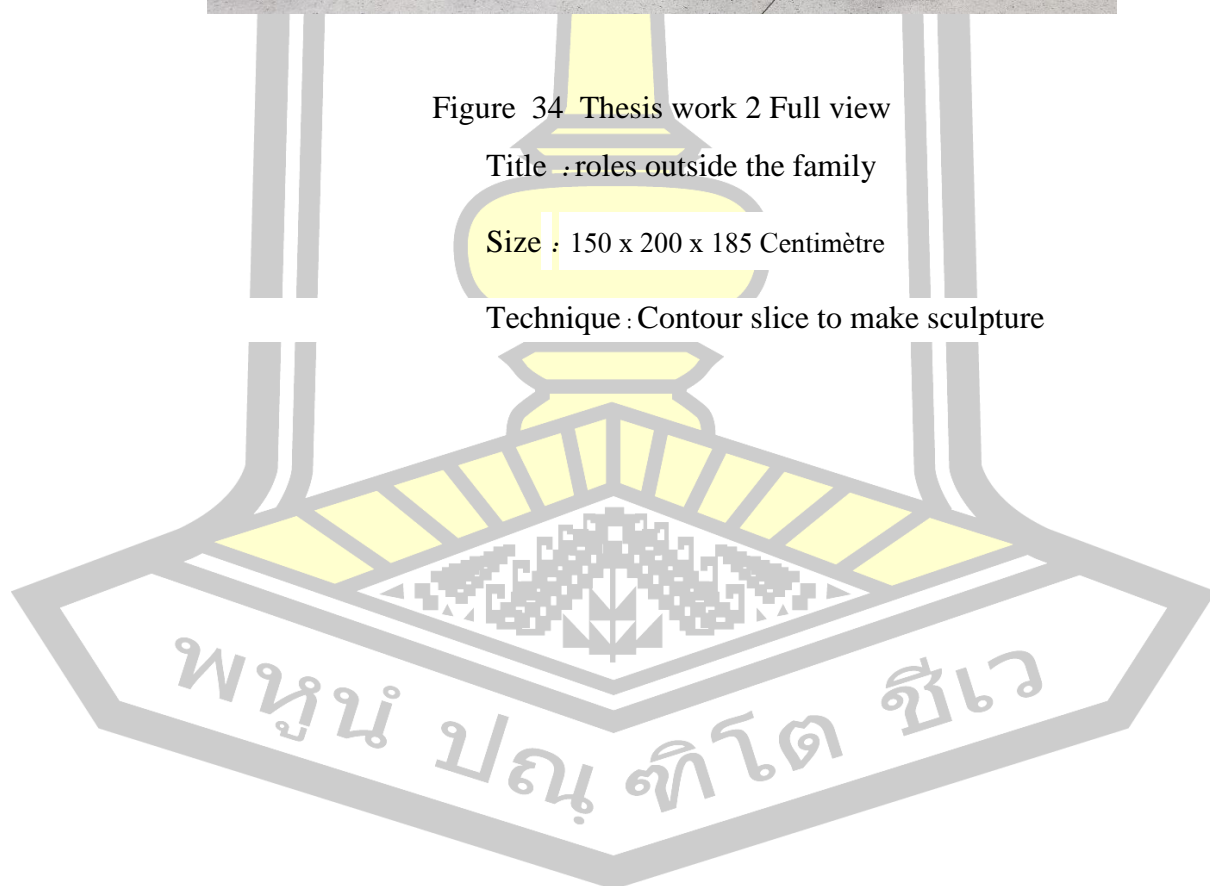 Figure 34 Thesis work 2 Full view
Title : roles outside the family
Size : 150 x 200 x 185 Centimètre
Technique : Contour slice to make sculpture
พหูนํ ปณฺฑิโต ชีเว